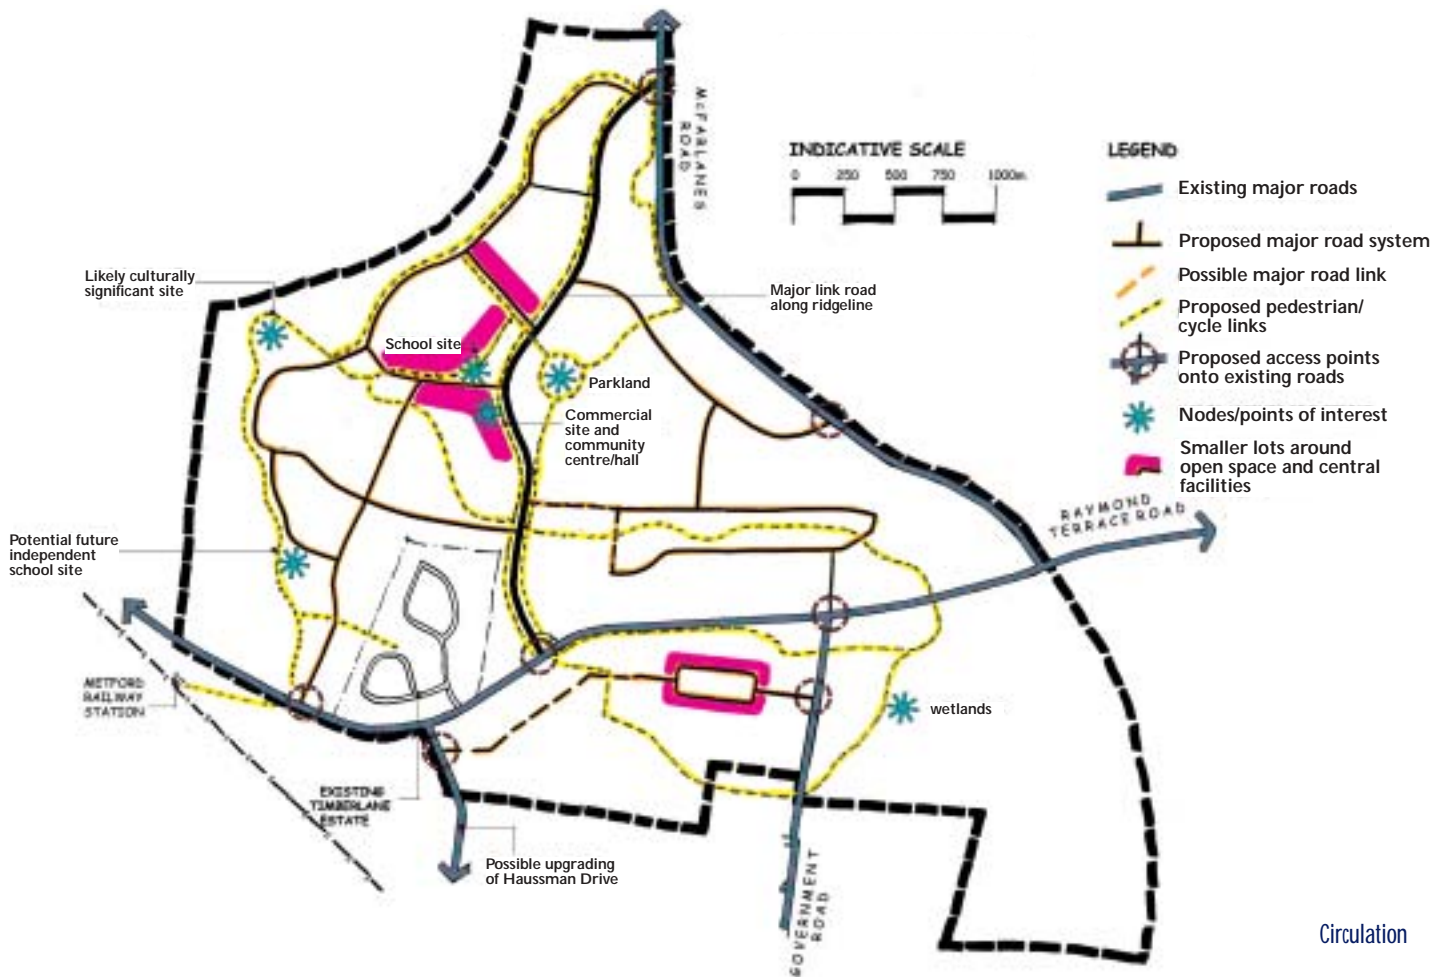 McFARLANES
ROAD
INDICATIVE SCALE
0 250 500 750 1000m
LEGEND
Existing major roads
Proposed major road system
Possible major road link
Proposed pedestrian/
cycle links
Proposed access points
onto existing roads
Nodes/points of interest
Smaller lots around
open space and central
facilities
Likely culturally
significant site
Major link road
along ridgeline
School site
Parkland
Commercial
site and
community
centre/hall
RAYMOND
TERRACE ROAD
Potential future
independent
school site
METFORD
RAILWAY
STATION
wetlands
EXISTING
TIMBERLANE
ESTATE
Possible upgrading
of Haussman Drive
GOVERNMENT
ROAD
Circulation